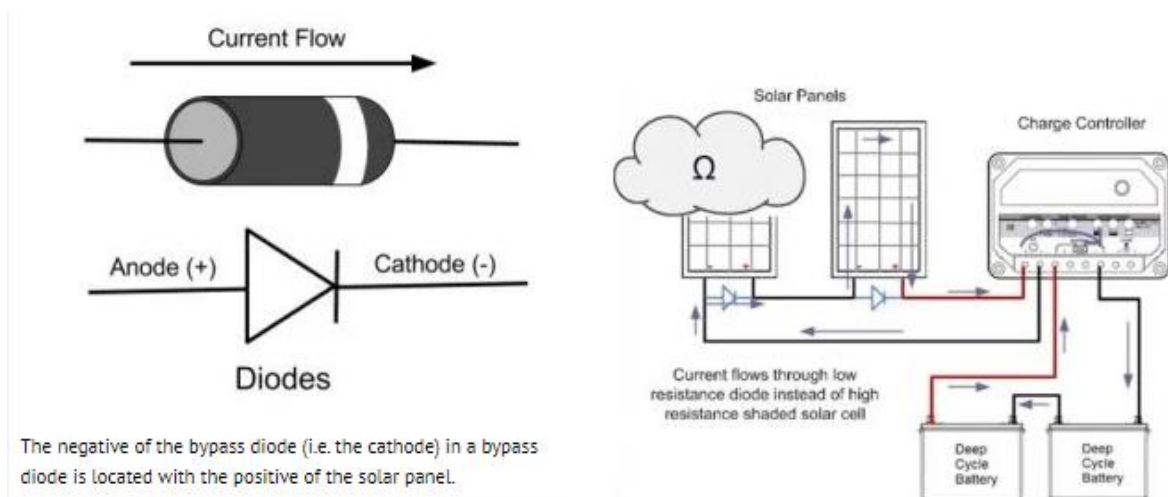 Current Flow
Anode (+)
Cathode (-)
Diodes
The negative of the bypass diode (i.e. the cathode) in a bypass
diode is located with the positive of the solar panel.
Solar Panels
Charge Controller
Ω
Current flows through low
resistance diode instead of high
resistance shaded solar cell
Deep
Cycle
Battery
Deep
Cycle
Battery